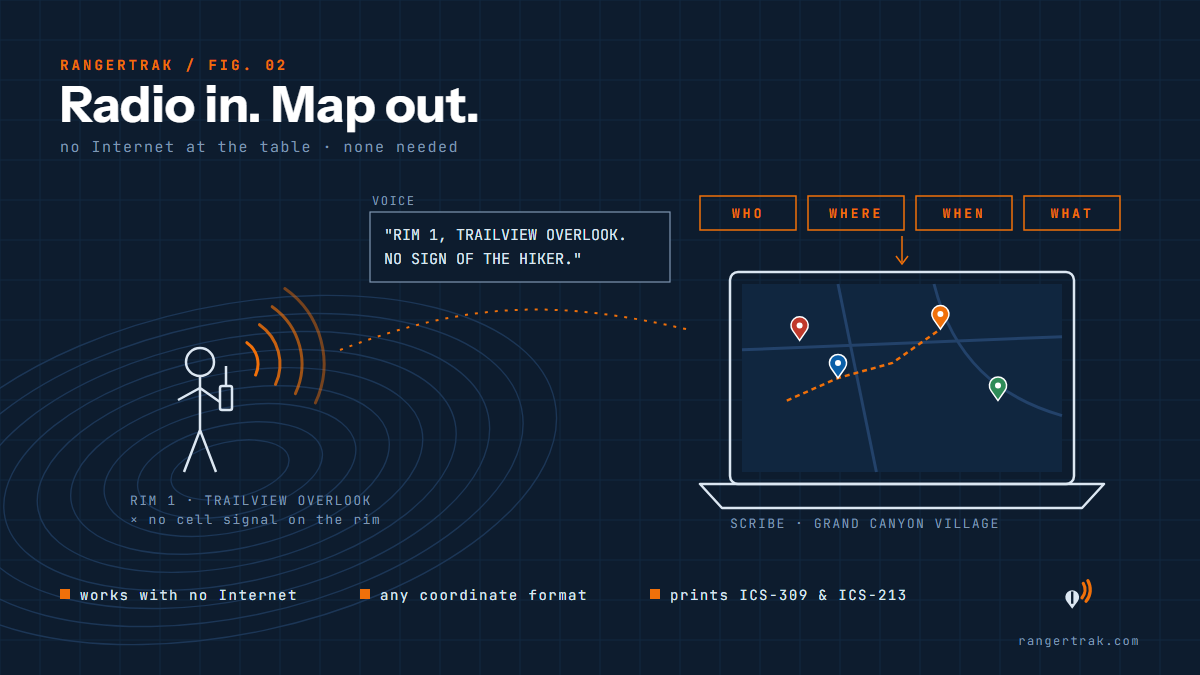 RANGERTRAK / FIG. 02
Radio in. Map out.
no Internet at the table · none needed
VOICE
"RIM 1, TRAILVIEW OVERLOOK.
NO SIGN OF THE HIKER."
WHO
WHERE
WHEN
WHAT
RIM 1 · TRAILVIEW OVERLOOK
× no cell signal on the rim
SCRIBE · GRAND CANYON VILLAGE
works with no Internet
any coordinate format
prints ICS-309 & ICS-213
rangertrak.com